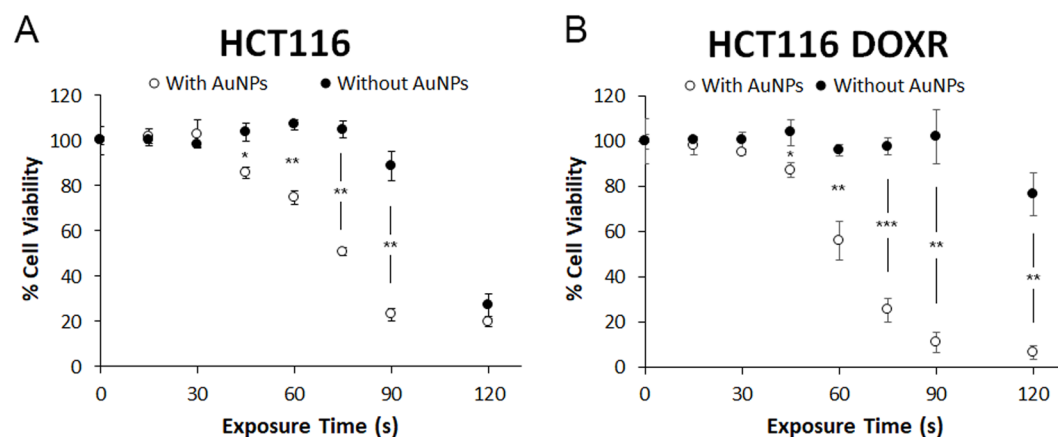 A
HCT116
With AuNPs Without AuNPs
% Cell Viability
120
100
80
60
40
20
0
*
**
**
**
0 30 60 90 120
Exposure Time (s)
B
HCT116 DOXR
With AuNPs Without AuNPs
% Cell Viability
120
100
80
60
40
20
0
*
**
***
**
**
0 30 60 90 120
Exposure Time (s)